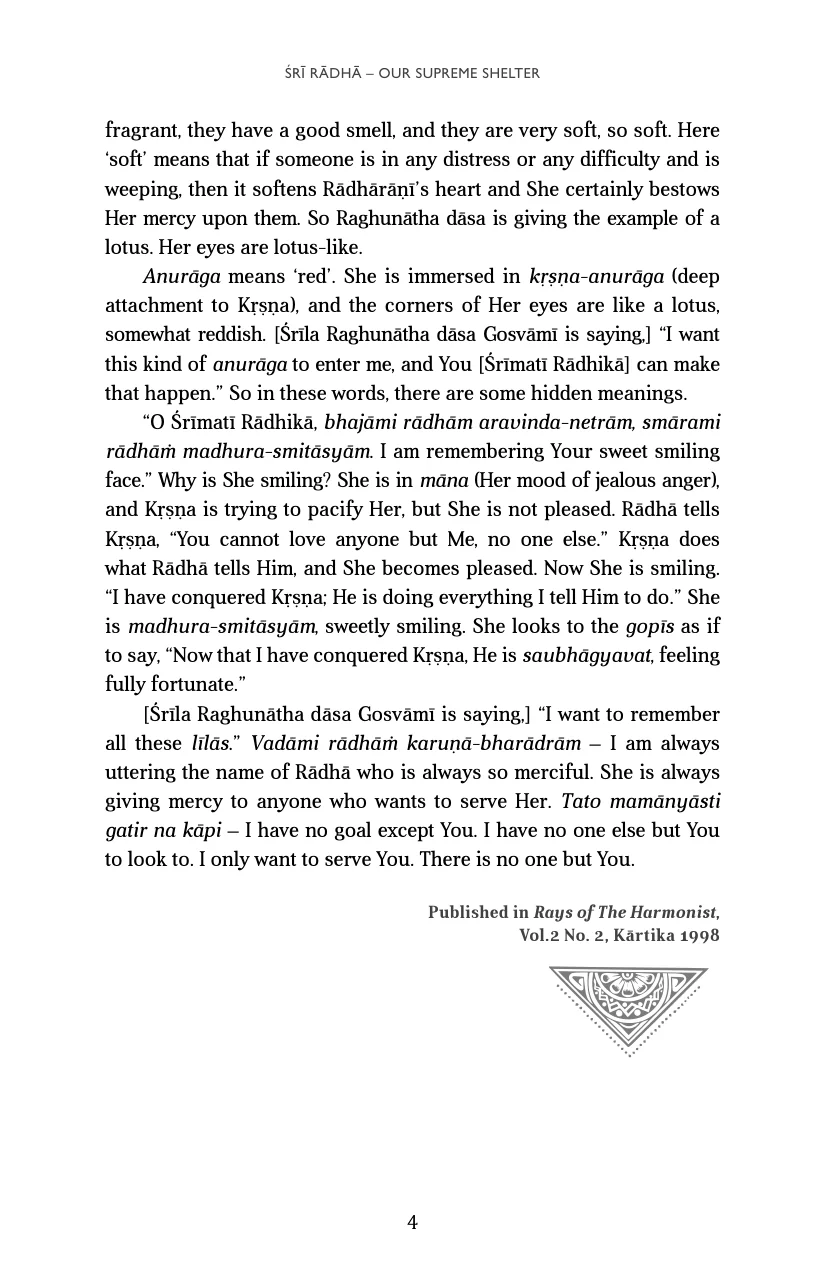 ŚRĪ RĀDHĀ – OUR SUPREME SHELTER
fragrant, they have a good smell, and they are very soft, so soft. Here
‘soft’ means that if someone is in any distress or any difficulty and is
weeping, then it softens Rādhārāṇī’s heart and She certainly bestows
Her mercy upon them. So Raghunātha dāsa is giving the example of a
lotus. Her eyes are lotus-like.
Anurāga means ‘red’. She is immersed in kṛṣṇa-anurāga (deep
attachment to Kṛṣṇa), and the corners of Her eyes are like a lotus,
somewhat reddish. [Śrīla Raghunātha dāsa Gosvāmī is saying,] “I want
this kind of anurāga to enter me, and You [Śrīmatī Rādhikā] can make
that happen.” So in these words, there are some hidden meanings.
“O Śrīmatī Rādhikā, bhajāmi rādhām aravinda-netrām, smārami
rādhāṁ madhura-smitāsyām. I am remembering Your sweet smiling
face.” Why is She smiling? She is in māna (Her mood of jealous anger),
and Kṛṣṇa is trying to pacify Her, but She is not pleased. Rādhā tells
Kṛṣṇa, “You cannot love anyone but Me, no one else.” Kṛṣṇa does
what Rādhā tells Him, and She becomes pleased. Now She is smiling.
“I have conquered Kṛṣṇa; He is doing everything I tell Him to do.” She
is madhura-smitāsyām, sweetly smiling. She looks to the gopīs as if
to say, “Now that I have conquered Kṛṣṇa, He is saubhāgyavat, feeling
fully fortunate.”
[Śrīla Raghunātha dāsa Gosvāmī is saying,] “I want to remember
all these līlās.” Vadāmi rādhāṁ karuṇā-bharādrām – I am always
uttering the name of Rādhā who is always so merciful. She is always
giving mercy to anyone who wants to serve Her. Tato mamānyāsti
gatir na kāpi – I have no goal except You. I have no one else but You
to look to. I only want to serve You. There is no one but You.
Published in Rays of The Harmonist,
Vol.2 No. 2, Kārtika 1998
4